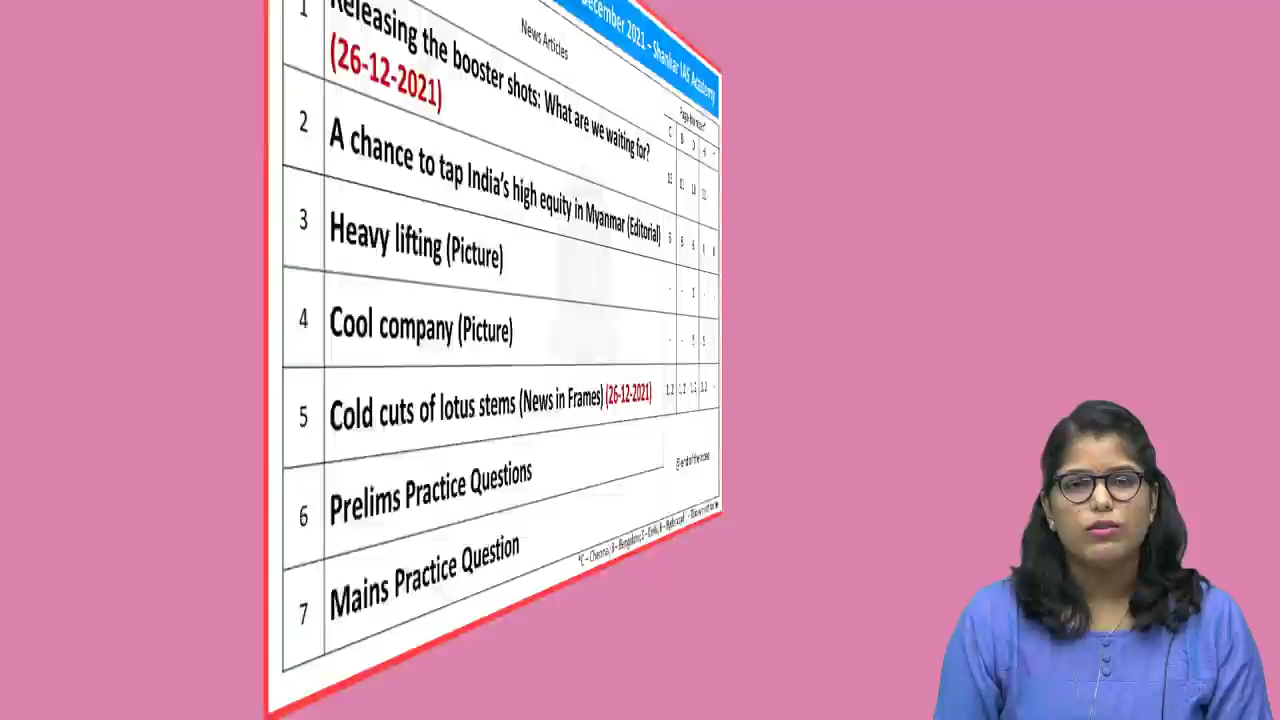 December 2021 – Shankar IAS Academy
News Articles
1
Releasing the booster shots: What are we waiting for?
(26-12-2021)
2
A chance to tap India's high equity in Myanmar (Editorial)
3
Heavy lifting (Picture)
4
Cool company (Picture)
5
Cold cuts of lotus stems (News in Frames) (26-12-2021)
6
Prelims Practice Questions
7
Mains Practice Question